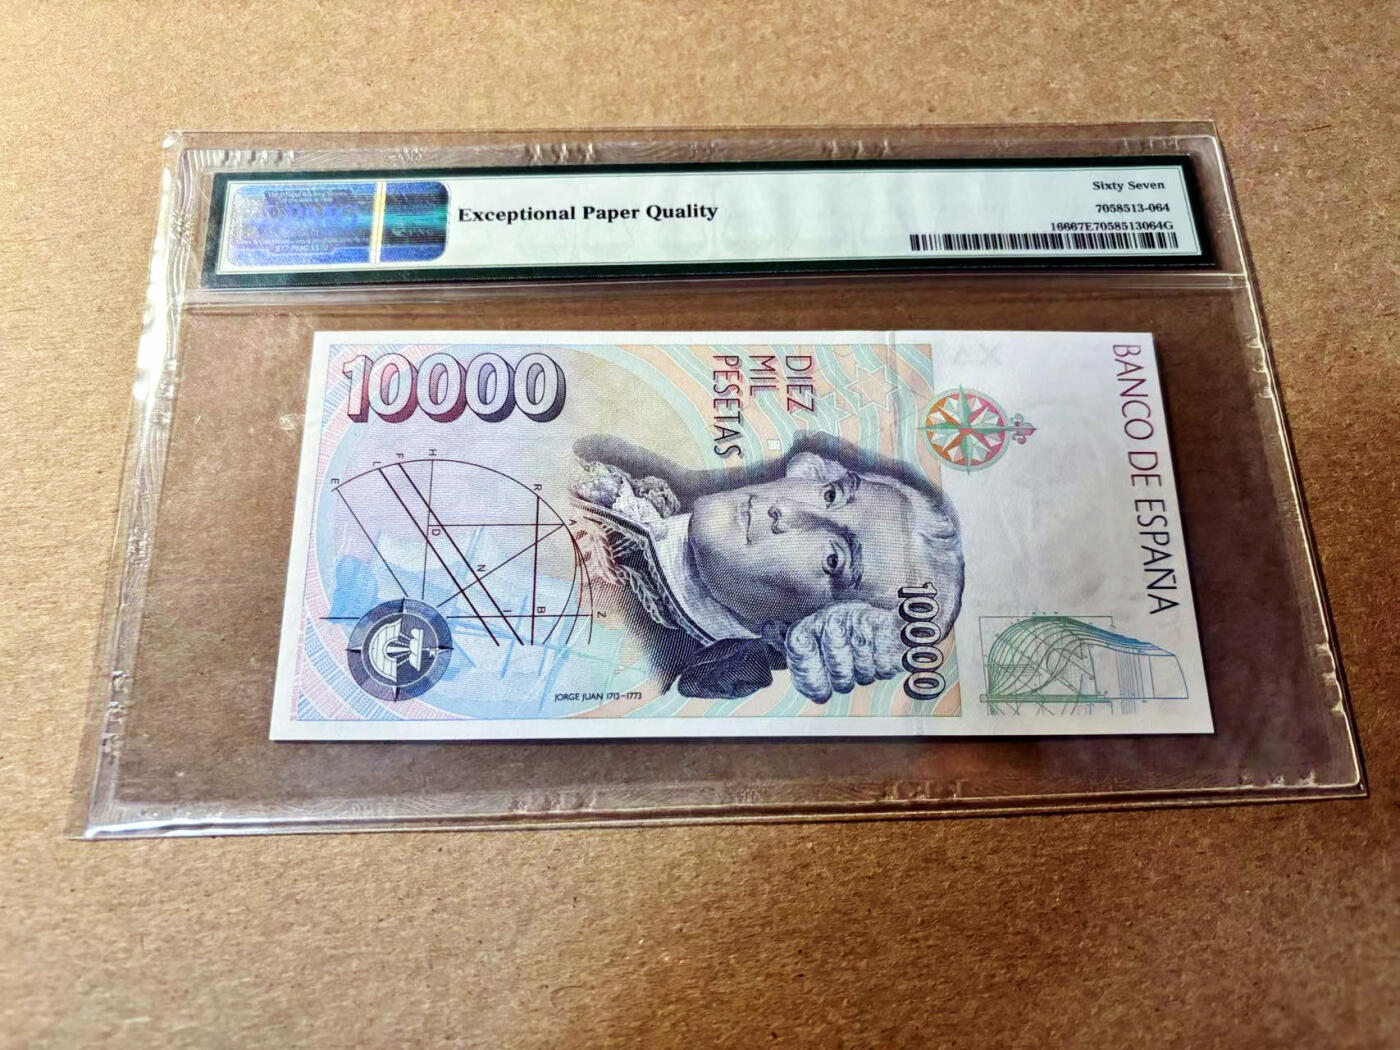 Exceptional Paper Quality
Sixty Seven
7058513-064
16667E7058513064G
10000
DIEZ
MIL
PESETAS
BANCO DE ESPAÑA
H
F
L
E
R
A
D
N
I
B
Z
10000
JORGE JUAN 1713-1773